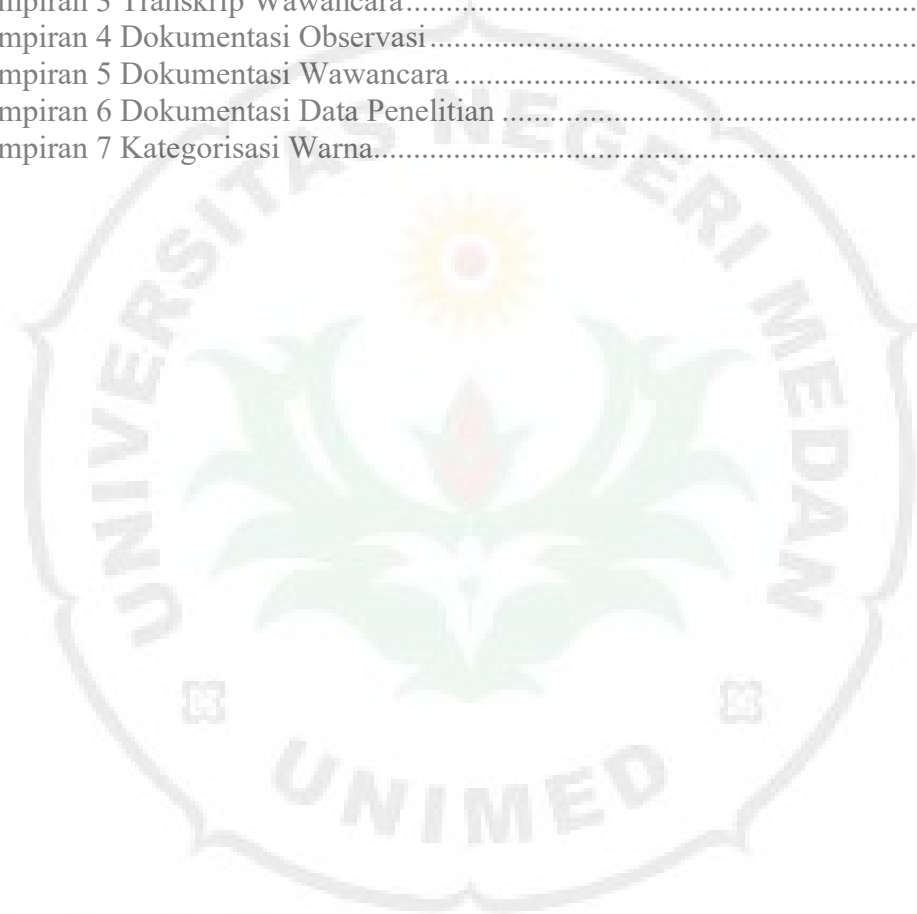 mpiran 3 Transkrip Wawancara
mpiran 4 Dokumentasi Observasi
mpiran 5 Dokumentasi Wawancara
mpiran 6 Dokumentasi Data Penelitian
mpiran 7 Kategorisasi Warna
UNIVERSITAS NEGERI MEDAN
UNIMED